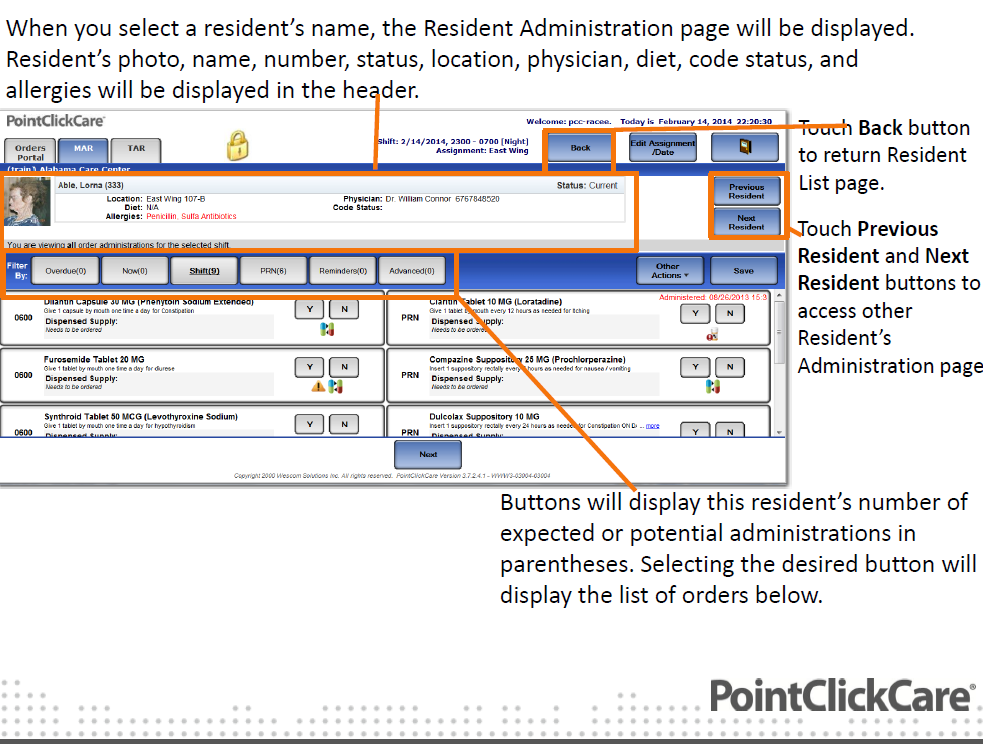 When you select a resident’s name, the Resident Administration page will be displayed.
Resident’s photo, name, number, status, location, physician, diet, code status, and
allergies will be displayed in the header.
PointClickCare
Welcome: pcc-racee. Today is February 14, 2014 22:20:30
Orders Portal
MAR
TAR
Shift: 2/14/2014, 2300 - 0700 [Night]
Assignment: East Wing
Back
Edit Assignment /Date
(train) Alabama Care Center
Able, Lorna (333)
Status: Current
Location: East Wing 107-B
Physician: Dr. William Connor 6767848520
Diet: N/A
Code Status:
Allergies: Penicillin, Sulfa Antibiotics
Previous Resident
Next Resident
You are viewing all order administrations for the selected shift.
Filter By:
Overdue(0)
Now(0)
Shift(9)
PRN(6)
Reminders(0)
Advanced(0)
Other Actions
Save
0600
Dilantin Capsule 30 MG (Phenytoin Sodium Extended)
Give 1 capsule by mouth one time a day for Constipation
Dispensed Supply:
Needs to be ordered
Y
N
PRN
Claritin Tablet 10 MG (Loratadine)
Give 1 tablet by mouth every 12 hours as needed for itching
Dispensed Supply:
Needs to be ordered
Administered: 08/26/2013 15:3
Y
N
0600
Furosemide Tablet 20 MG
Give 1 tablet by mouth one time a day for diurese
Dispensed Supply:
Needs to be ordered
Y
N
PRN
Compazine Suppository 25 MG (Prochlorperazine)
Insert 1 suppository rectally every hours as needed for nausea / vomiting
Dispensed Supply:
Needs to be ordered
Y
N
0600
Synthroid Tablet 50 MCG (Levothyroxine Sodium)
Give 1 tablet by mouth one time a day for hypothyroidism
Dispensed Supply:
Y
N
PRN
Dulcolax Suppository 10 MG
Insert 1 suppository rectally every 24 hours as needed for Constipation ON D ... more
Dispensed Supply:
Y
N
Next
Copyright 2000 Wescom Solutions Inc. All rights reserved. PointClickCare Version 3.7.2.4.1 - WWW3-03004-03004
Touch Back button
to return Resident
List page.
Touch Previous
Resident and Next
Resident buttons to
access other
Resident’s
Administration page
Buttons will display this resident’s number of
expected or potential administrations in
parentheses. Selecting the desired button will
display the list of orders below.
PointClickCare®